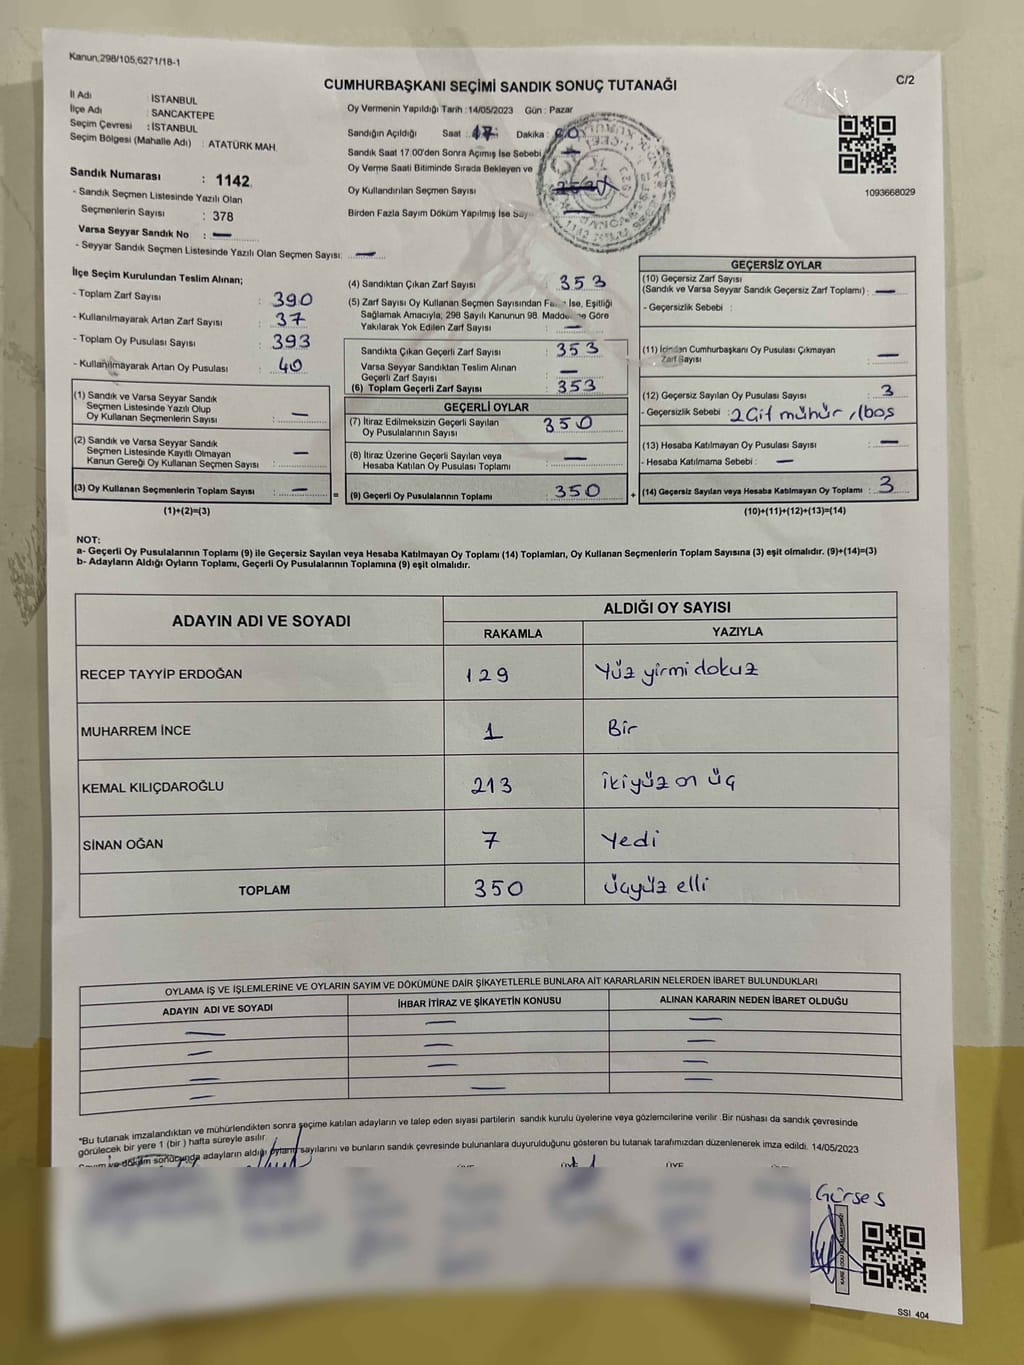 Kanun;298/105,6271/18-1
C/2
CUMHURBAŞKANI SEÇİMİ SANDIK SONUÇ TUTANAĞI
İl Adı : İSTANBUL
İlçe Adı : SANCAKTEPE
Seçim Çevresi : İSTANBUL
Seçim Bölgesi (Mahalle Adı) : ATATÜRK MAH.
Sandık Numarası : 1142
- Sandık Seçmen Listesinde Yazılı Olan
Seçmenlerin Sayısı : 378
Varsa Seyyar Sandık No : —
- Seyyar Sandık Seçmen Listesinde Yazılı Olan Seçmen Sayısı: —
Oy Vermenin Yapıldığı Tarih :14/05/2023 Gün : Pazar
Sandığın Açıldığı Saat : 17 Dakika :
Sandık Saat 17:00'den Sonra Açımış İse Sebebi —
Oy Verme Saati Bitiminde Sırada Bekleyen ve
Oy Kullandırılan Seçmen Sayısı
Birden Fazla Sayım Döküm Yapılmış İse Say —
1093668029
İlçe Seçim Kurulundan Teslim Alınan;
- Toplam Zarf Sayısı : 390
- Kullanılmayarak Artan Zarf Sayısı : 37
- Toplam Oy Pusulası Sayısı : 393
- Kullanılmayarak Artan Oy Pusulası : 40
(1) Sandık ve Varsa Seyyar Sandık
Seçmen Listesinde Yazılı Olup
Oy Kullanan Seçmenlerin Sayısı : —
(2) Sandık ve Varsa Seyyar Sandık
Seçmen Listesinde Kayıtlı Olmayan
Kanun Gereği Oy Kullanan Seçmen Sayısı : —
(3) Oy Kullanan Seçmenlerin Toplam Sayısı : —
(1)+(2)=(3)
(4) Sandıktan Çıkan Zarf Sayısı : 353
(5) Zarf Sayısı Oy Kullanan Seçmen Sayısından Fa İse, Eşitliği
Sağlamak Amacıyla; 298 Sayılı Kanunun 98. Maddesine Göre
Yakılarak Yok Edilen Zarf Sayısı : —
Sandıkta Çıkan Geçerli Zarf Sayısı : 353
Varsa Seyyar Sandıktan Teslim Alınan
Geçerli Zarf Sayısı : —
(6) Toplam Geçerli Zarf Sayısı : 353
GEÇERLİ OYLAR
(7) İtiraz Edilmeksizin Geçerli Sayılan
Oy Pusulalarının Sayısı : 350
(8) İtiraz Üzerine Geçerli Sayılan veya
Hesaba Katılan Oy Pusulası Toplamı : —
=
(9) Geçerli Oy Pusulalarının Toplamı : 350
+
GEÇERSİZ OYLAR
(10) Geçersiz Zarf Sayısı
(Sandık ve Varsa Seyyar Sandık Geçersiz Zarf Toplamı) : —
- Geçersizlik Sebebi :
(11) İçinden Cumhurbaşkanı Oy Pusulası Çıkmayan
Zarf Sayısı : —
(12) Geçersiz Sayılan Oy Pusulası Sayısı : 3
- Geçersizlik Sebebi : 2 Çift mühür, 1boş
(13) Hesaba Katılmayan Oy Pusulası Sayısı : —
- Hesaba Katılmama Sebebi : —
(14) Geçersiz Sayılan veya Hesaba Katılmayan Oy Toplamı : 3
(10)+(11)+(12)+(13)=(14)
NOT:
a- Geçerli Oy Pusulalarının Toplamı (9) ile Geçersiz Sayılan veya Hesaba Katılmayan Oy Toplamı (14) Toplamları, Oy Kullanan Seçmenlerin Toplam Sayısına (3) eşit olmalıdır. (9)+(14)=(3)
b- Adayların Aldığı Oyların Toplamı, Geçerli Oy Pusulalarının Toplamına (9) eşit olmalıdır.
ADAYIN ADI VE SOYADI ALDIĞI OY SAYISI
RAKAMLA YAZIYLA
RECEP TAYYİP ERDOĞAN 129 Yüz yirmi dokuz
MUHARREM İNCE 1 Bir
KEMAL KILIÇDAROĞLU 213 ikiyüz on üç
SİNAN OĞAN 7 Yedi
TOPLAM 350 üçyüz elli
OYLAMA İŞ VE İŞLEMLERİNE VE OYLARIN SAYIM VE DÖKÜMÜNE DAİR ŞİKAYETLERLE BUNLARA AİT KARARLARIN NELERDEN İBARET BULUNDUKLARI
ADAYIN ADI VE SOYADI İHBAR İTİRAZ VE ŞİKAYETİN KONUSU ALINAN KARARIN NEDEN İBARET OLDUĞU
— — —
— — —
— — —
— — —
*Bu tutanak imzalandıktan ve mühürlendikten sonra seçime katılan adayların ve talep eden siyasi partilerin sandık kurulu üyelerine veya gözlemcilerine verilir. Bir nüshası da sandık çevresinde
görülecek bir yere 1 (bir) hafta süreyle asılır.
Sayım ve döküm sonucunda adayların aldığı oyların sayılarını ve bunların sandık çevresinde bulunanlara duyurulduğunu gösteren bu tutanak tarafımızdan düzenlenerek imza edildi. 14/05/2023
ÜYE ÜYE ÜYE
Gürses
SSI 404